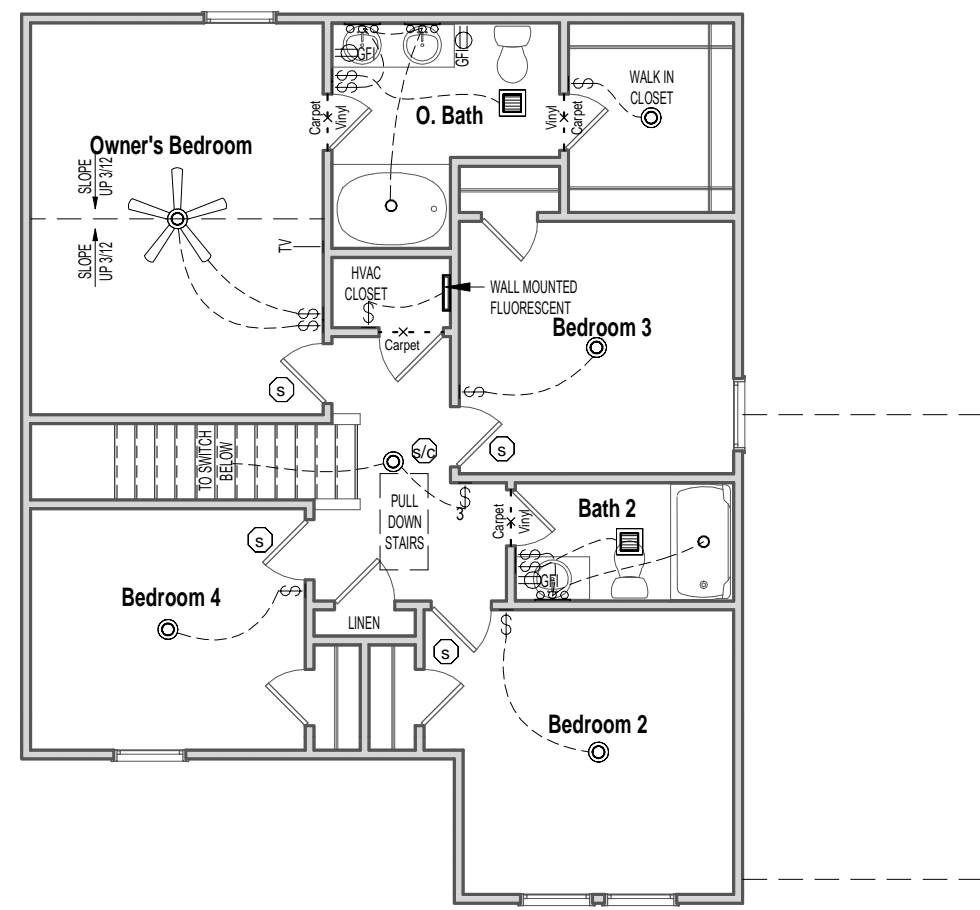 GFI
GFI
WALK IN
CLOSET
Carpet
Vinyl
O. Bath
Vinyl
Carpet
Owner's Bedroom
SLOPE
UP 3/12
SLOPE
UP 3/12
TV
HVAC
CLOSET
WALL MOUNTED
FLUORESCENT
$
$
$
$
$
$
$
Carpet
Bedroom 3
s
s
s/c
TO SWITCH
BELOW
PULL
DOWN
STAIRS
$
3
Carpet
Vinyl
Bath 2
s
$
$
GFI
Bedroom 4
$
LINEN
$
s
Bedroom 2